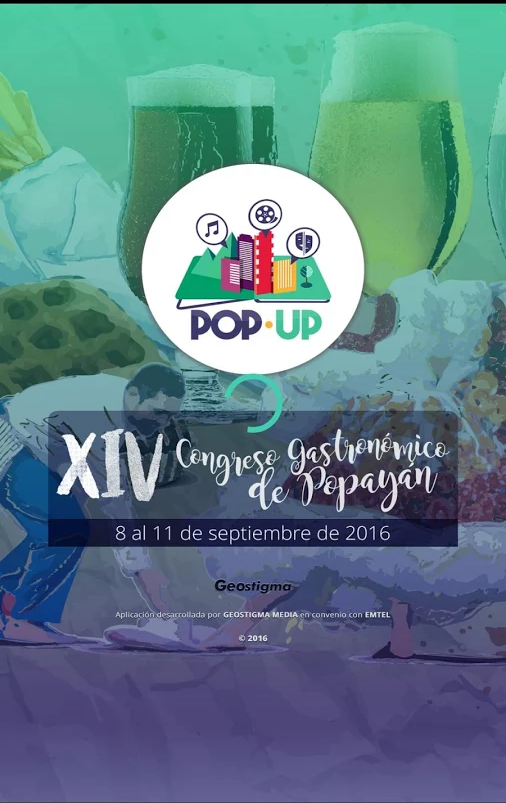 POP·UP
XIV Congreso Gastronómico
de Popayán
8 al 11 de septiembre de 2016
Geostigma
Aplicación desarrollada por GEOSTIGMA MEDIA en convenio con EMTEL
© 2016